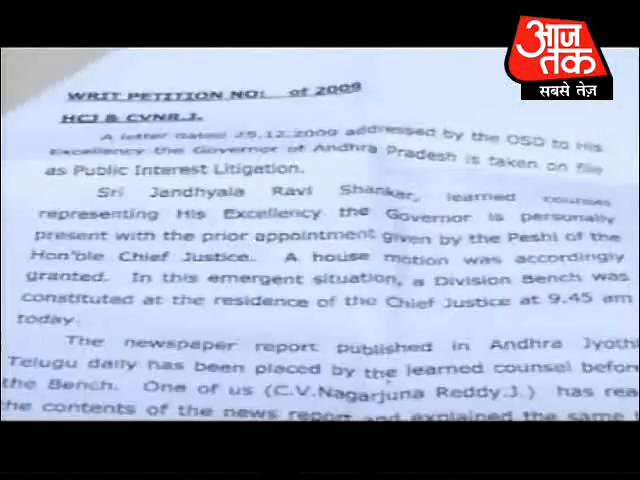 आज
तक
सबसे तेज़
WRIT PETITION NO: of 2009
HCJ & CVNR.J.
A letter dated 25.12.2009 addressed by the OSD to His
Excellency the Governor of Andhra Pradesh is taken on file
as Public Interest Litigation.
Sri Jandhyala Ravi Shankar, learned counsel
representing His Excellency the Governor is personally
present with the prior appointment given by the Peshi of the
Hon'ble Chief Justice. A house motion was accordingly
granted. In this emergent situation, a Division Bench was
constituted at the residence of the Chief Justice at 9.45 am
today.
The newspaper report published in Andhra Jyothi
Telugu daily has been placed by the learned counsel before
the Bench. One of us (C.V.Nagarjuna Reddy.J.) has rea
the contents of the news report and explained the same t